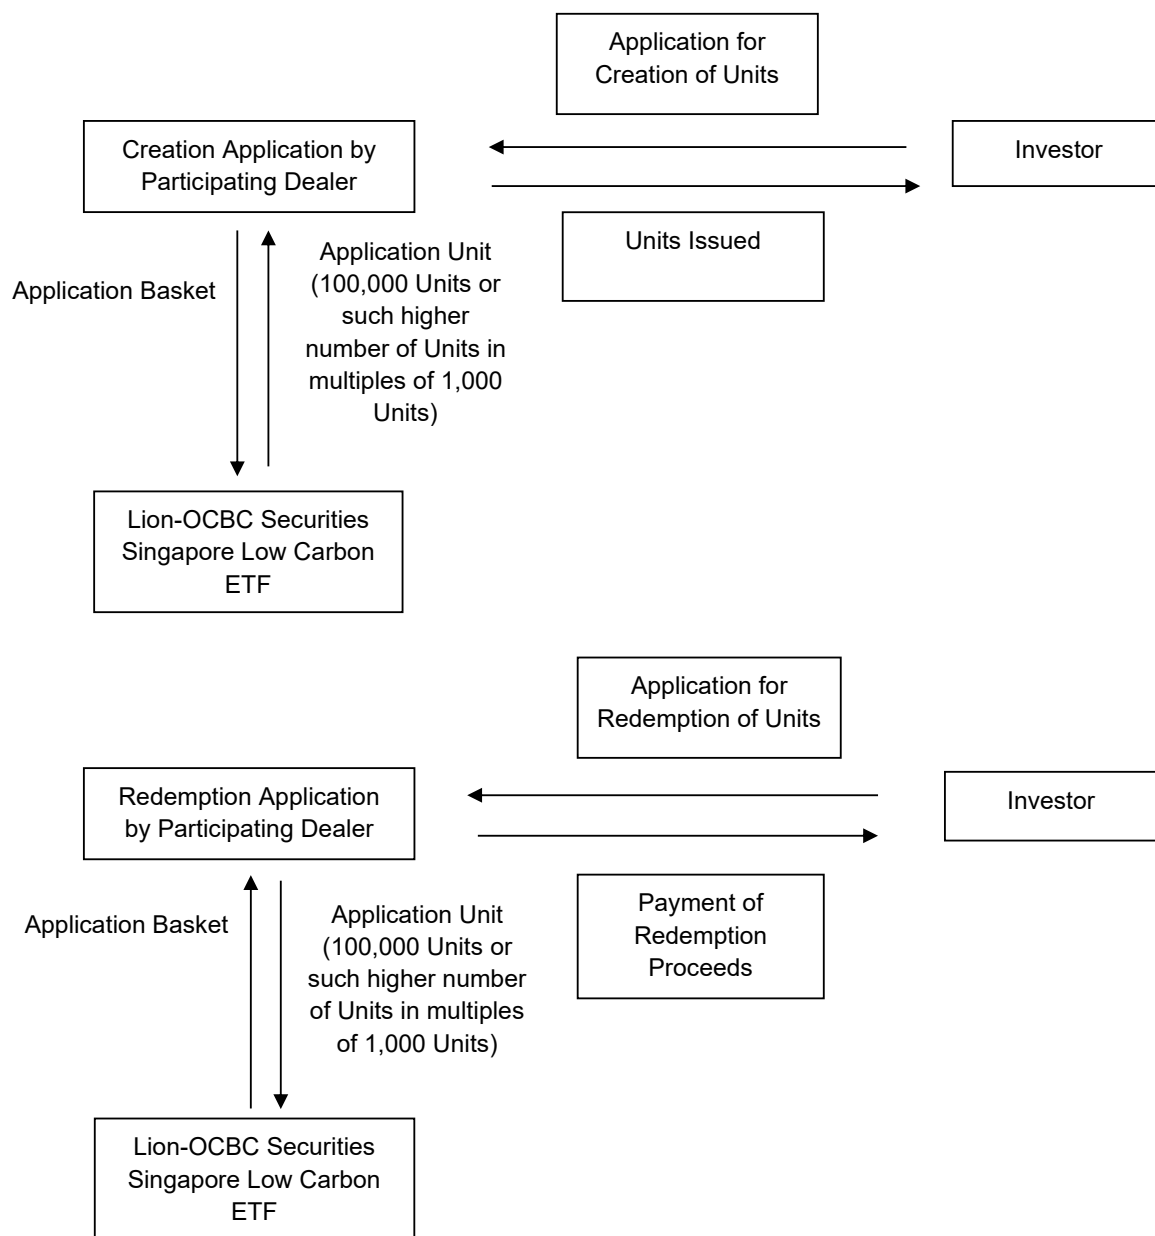 Application for
Creation of Units
Creation Application by
Participating Dealer
Investor
Units Issued
Application Basket
Application Unit
(100,000 Units or
such higher
number of Units in
multiples of 1,000
Units)
Lion-OCBC Securities
Singapore Low Carbon
ETF
Application for
Redemption of Units
Redemption Application
by Participating Dealer
Investor
Payment of
Redemption
Proceeds
Application Basket
Application Unit
(100,000 Units or
such higher number
of Units in multiples
of 1,000 Units)
Lion-OCBC Securities
Singapore Low Carbon
ETF